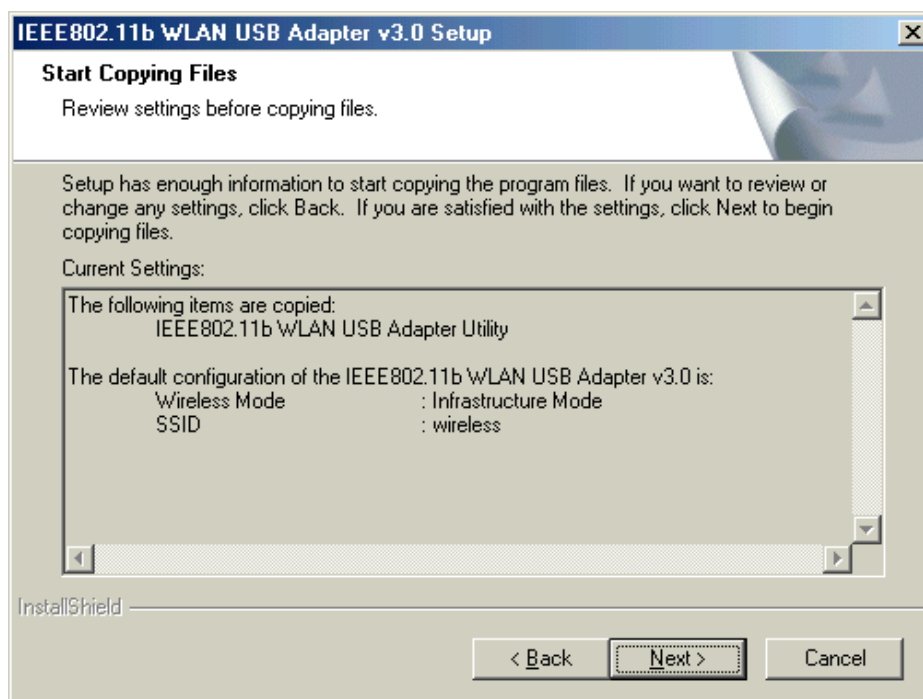 IEEE802.11b WLAN USB Adapter v3.0 Setup
Start Copying Files
Review settings before copying files.
Setup has enough information to start copying the program files. If you want to review or
change any settings, click Back. If you are satisfied with the settings, click Next to begin
copying files.
Current Settings:
The following items are copied:
IEEE802.11b WLAN USB Adapter Utility
The default configuration of the IEEE802.11b WLAN USB Adapter v3.0 is:
Wireless Mode : Infrastructure Mode
SSID : wireless
InstallShield
< Back Next > Cancel